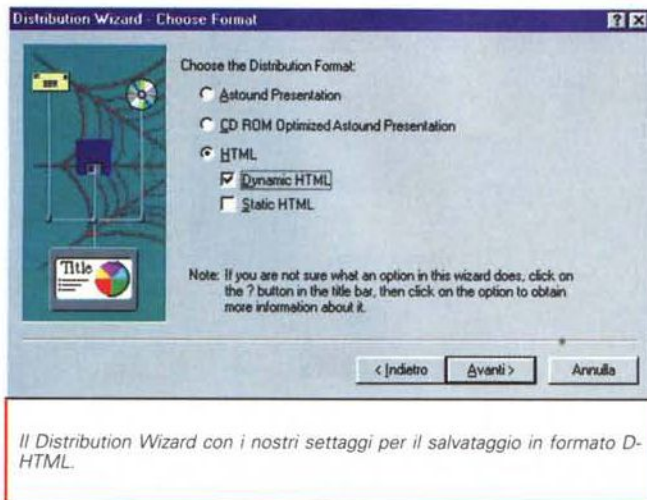 Distribution Wizard - Choose Format
Choose the Distribution Format:
Astound Presentation
CD ROM Optimized Astound Presentation
HTML
Dynamic HTML
Static HTML
Title
Note: If you are not sure what an option in this wizard does, click on
the ? button in the title bar, then click on the option to obtain
more information about it.
< Indietro
Avanti >
Annulla
Il Distribution Wizard con i nostri settaggi per il salvataggio in formato D-
HTML.